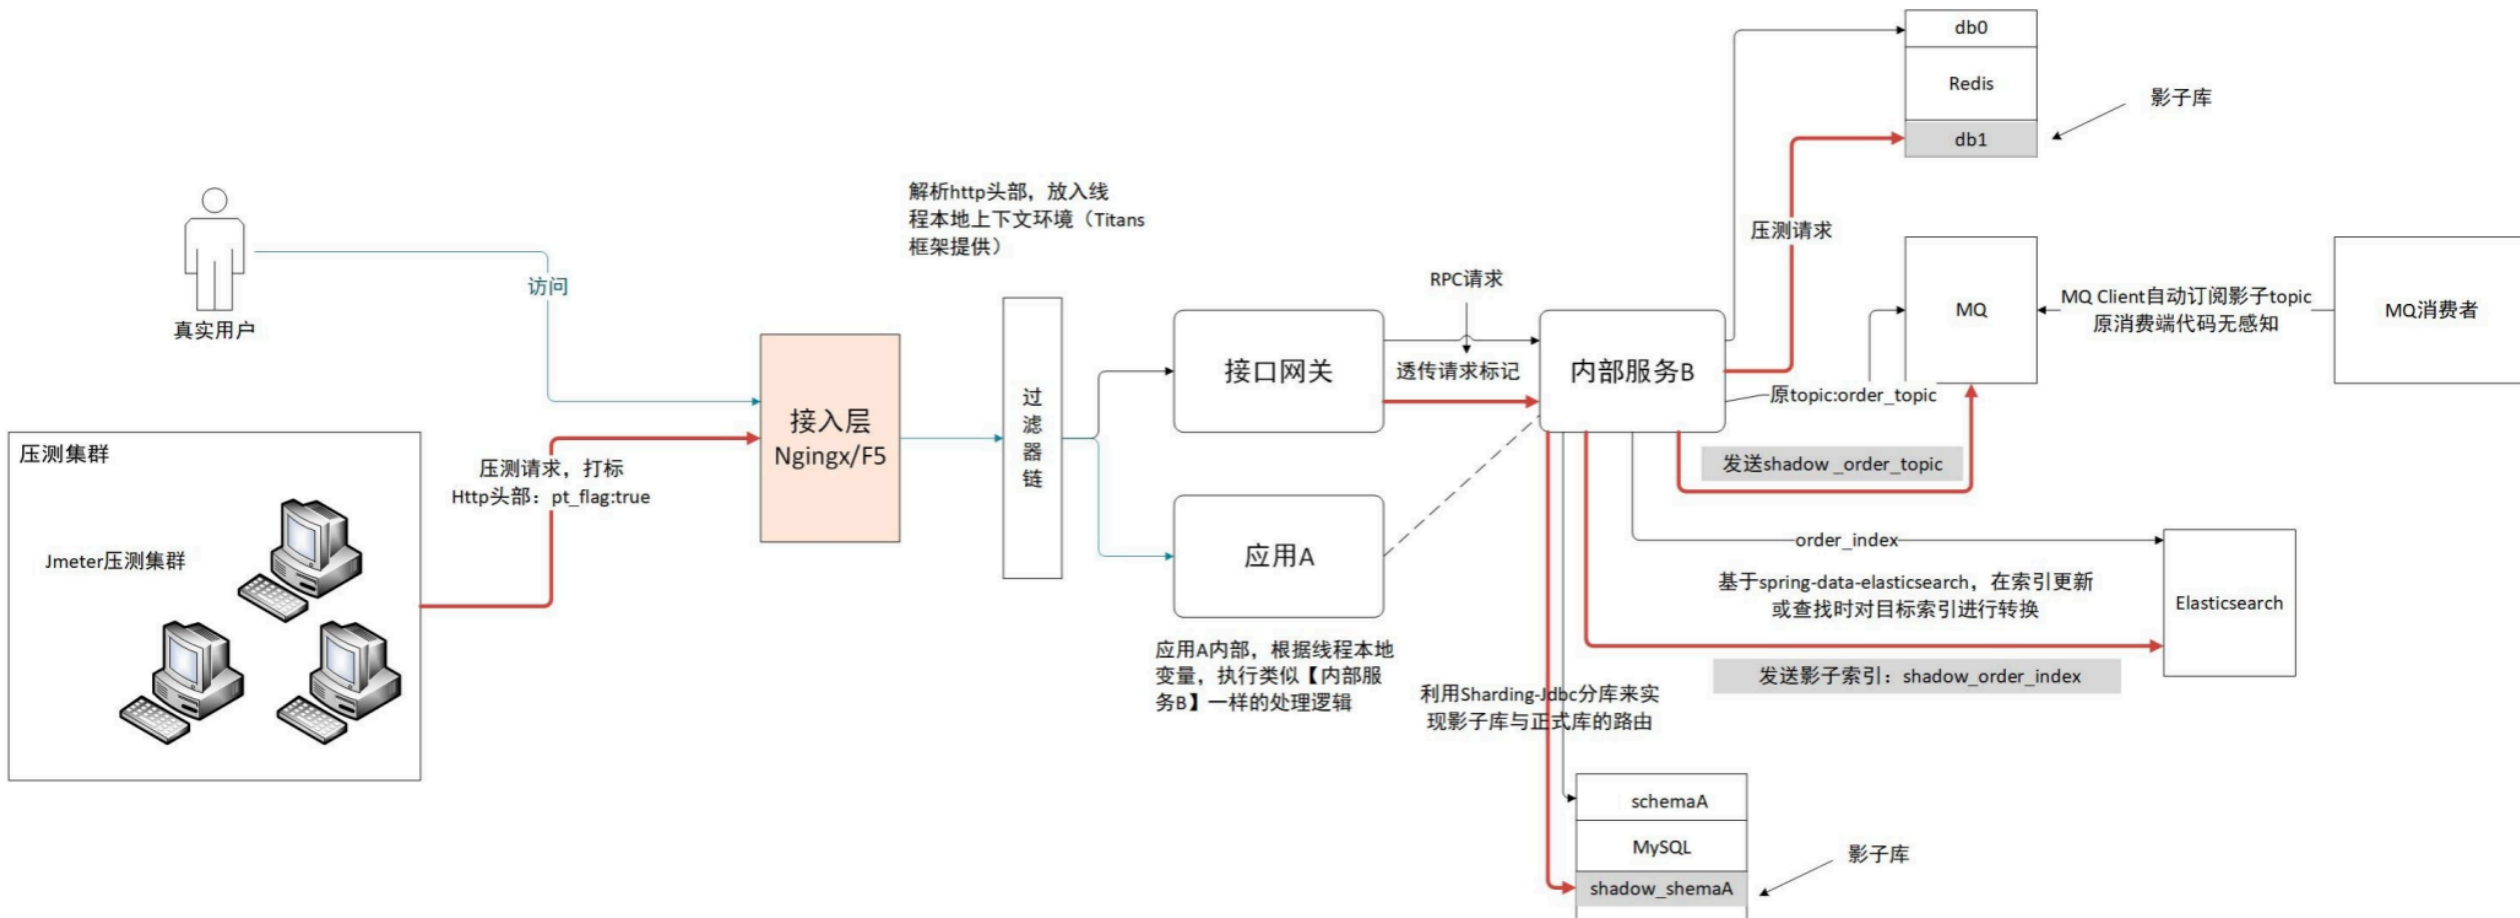 db0
Redis
db1
影子库
解析http头部，放入线
程本地上下文环境（Titans
框架提供）
压测请求
访问
真实用户
RPC请求
透传请求标记
MQ
MQ Client自动订阅影子topic
原消费端代码无感知
MQ消费者
接口网关
内部服务B
原topic:order_topic
过
滤
器
链
接入层
Ngingx/F5
压测集群
压测请求，打标
Http头部：pt_flag:true
Jmeter压测集群
发送shadow _order_topic
应用A
order_index
基于spring-data-elasticsearch，在索引更新
或查找时对目标索引进行转换
Elasticsearch
发送影子索引：shadow_order_index
应用A内部，根据线程本地
变量，执行类似【内部服
务B】一样的处理逻辑
利用Sharding-Jdbc分库来实
现影子库与正式库的路由
schemaA
MySQL
shadow_shemaA
影子库